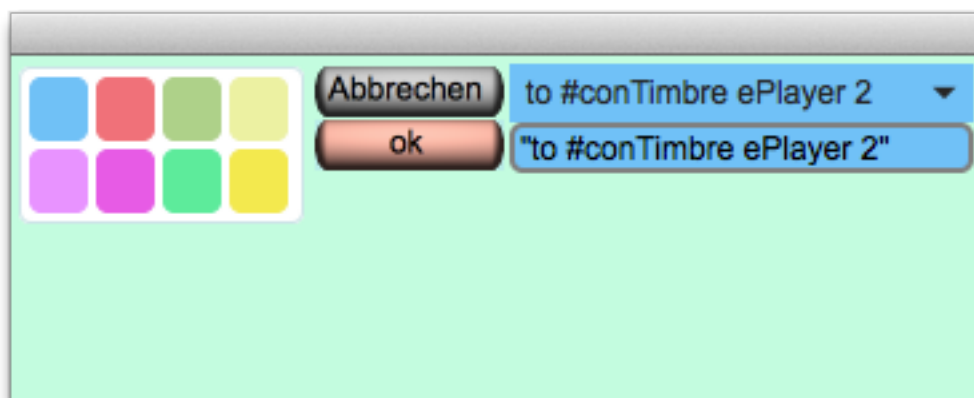 Abbrechen
to #conTimbre ePlayer 2
ok
"to #conTimbre ePlayer 2"